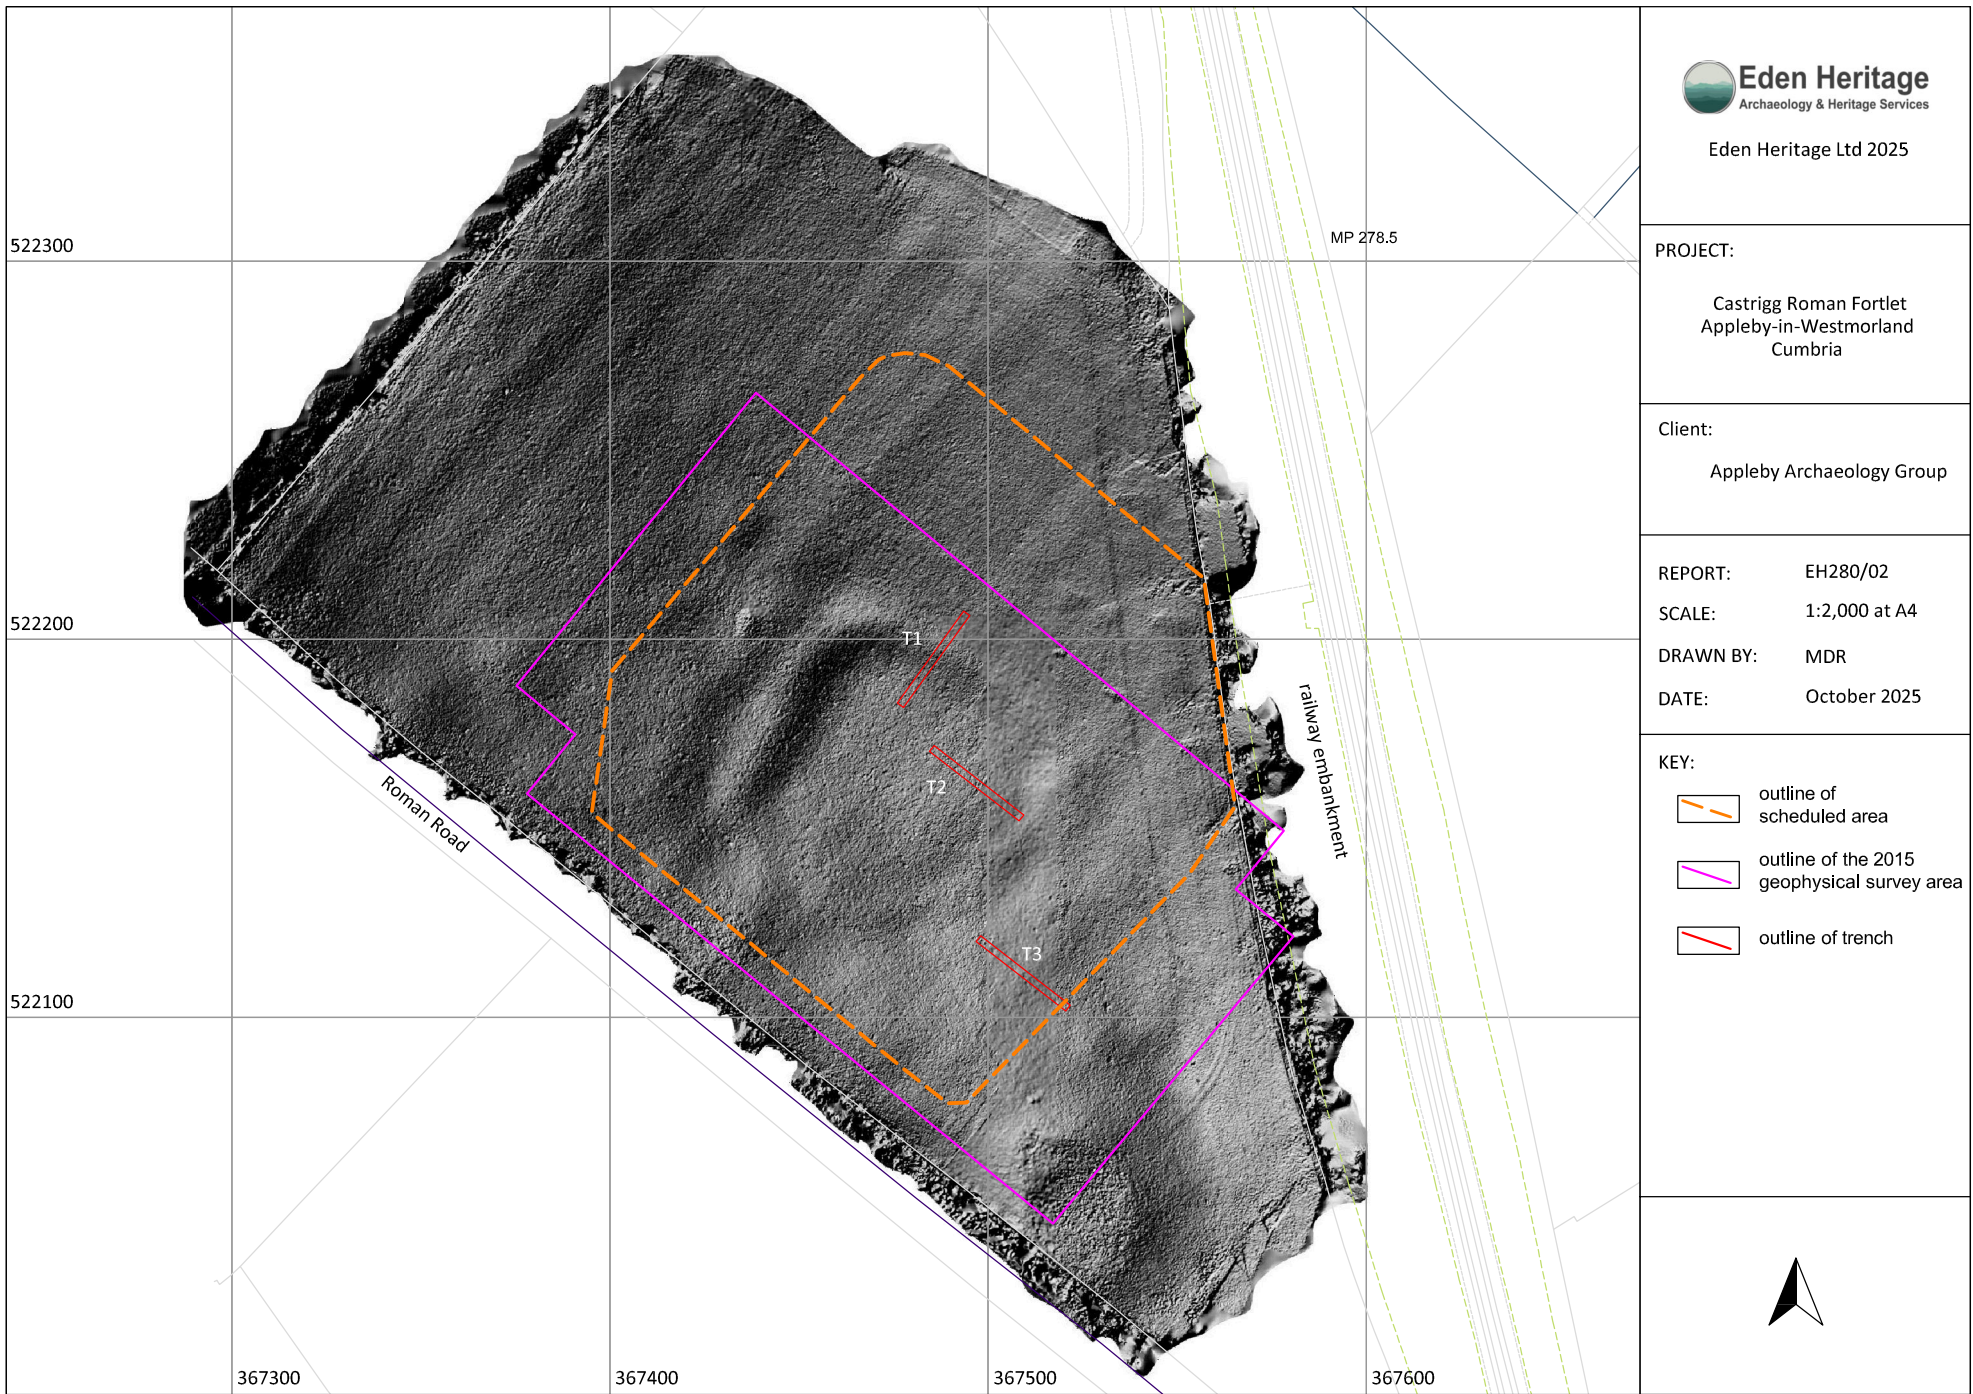 522300
522200
522100
367300
367400
367500
367600
MP 278.5
T1
T2
T3
Roman Road
railway embankment
Eden Heritage
Archaeology & Heritage Services
Eden Heritage Ltd 2025
PROJECT:
Castrigg Roman Fortlet
Appleby-in-Westmorland
Cumbria
Client:
Appleby Archaeology Group
REPORT: EH280/02
SCALE: 1:2,000 at A4
DRAWN BY: MDR
DATE: October 2025
KEY:
outline of
scheduled area
outline of the 2015
geophysical survey area
outline of trench